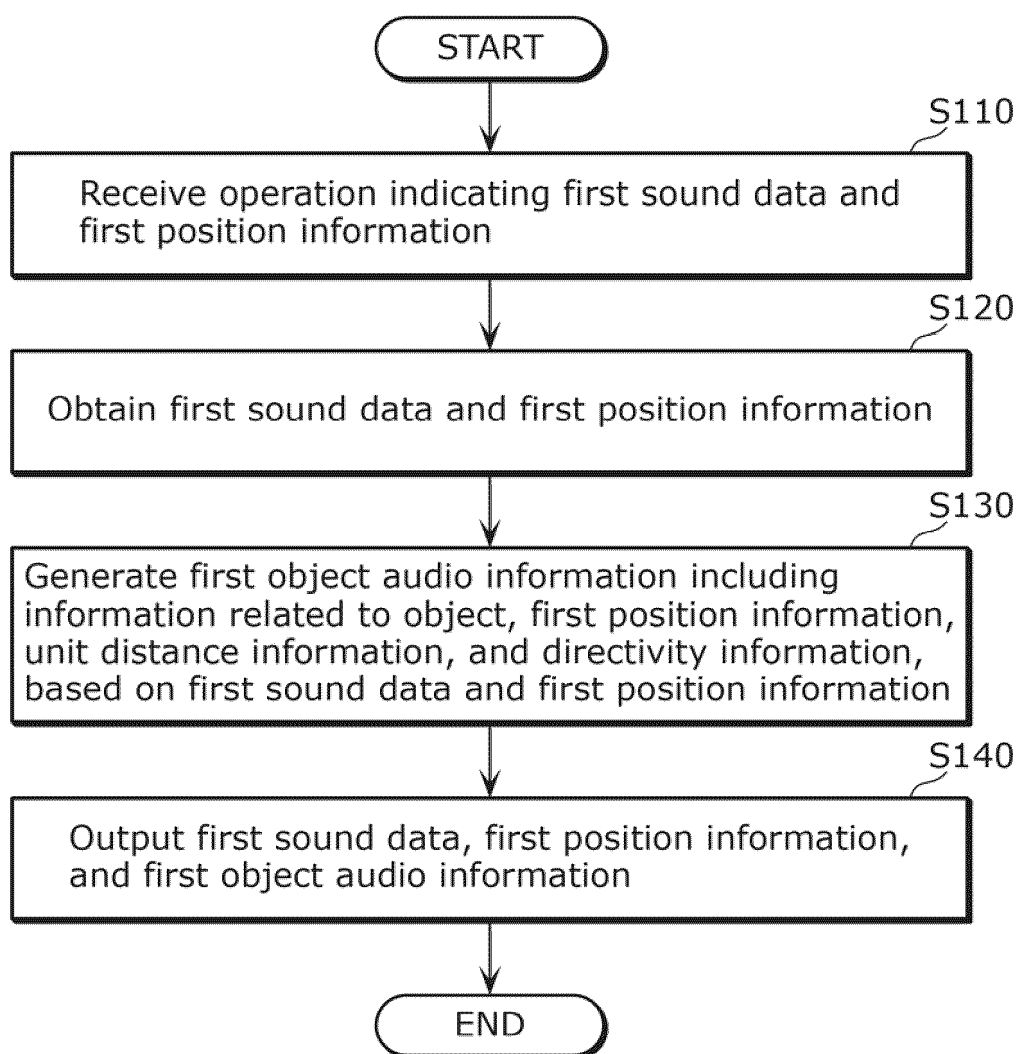 START
S110
Receive operation indicating first sound data and
first position information
S120
Obtain first sound data and first position information
S130
Generate first object audio information including
information related to object, first position information,
unit distance information, and directivity information,
based on first sound data and first position information
S140
Output first sound data, first position information,
and first object audio information
END